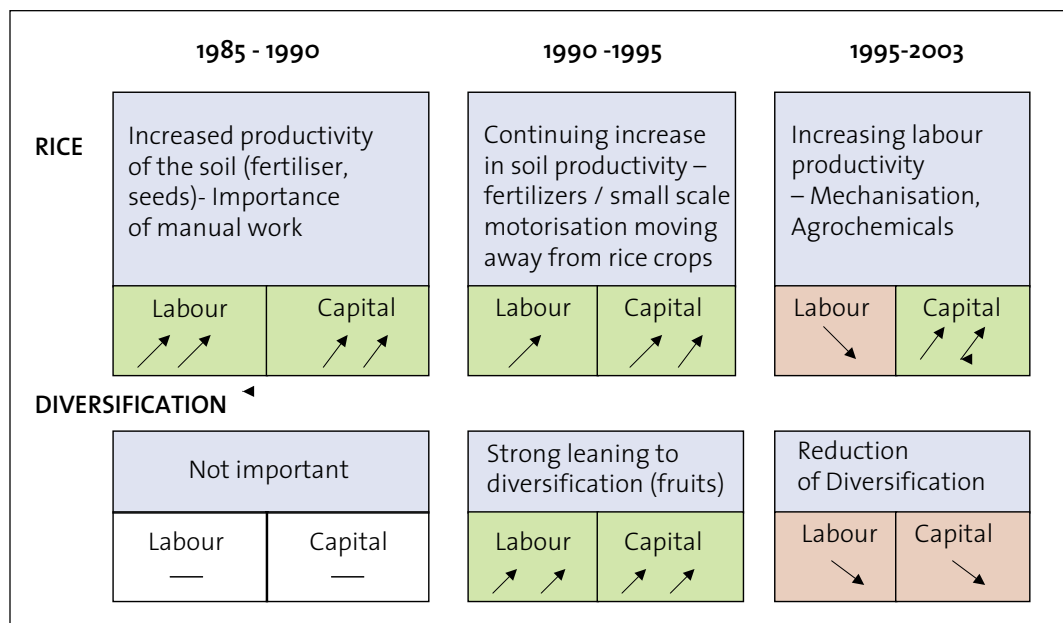 1985 - 1990
1990 -1995
1995-2003
RICE
Increased productivity
of the soil (fertiliser,
seeds)- Importance
of manual work
Labour
Capital
Continuing increase
in soil productivity –
fertilizers / small scale
motorisation moving
away from rice crops
Labour
Capital
Increasing labour
productivity
– Mechanisation,
Agrochemicals
Labour
Capital
DIVERSIFICATION
Not important
Labour
Capital
Strong leaning to
diversification (fruits)
Labour
Capital
Reduction
of Diversification
Labour
Capital